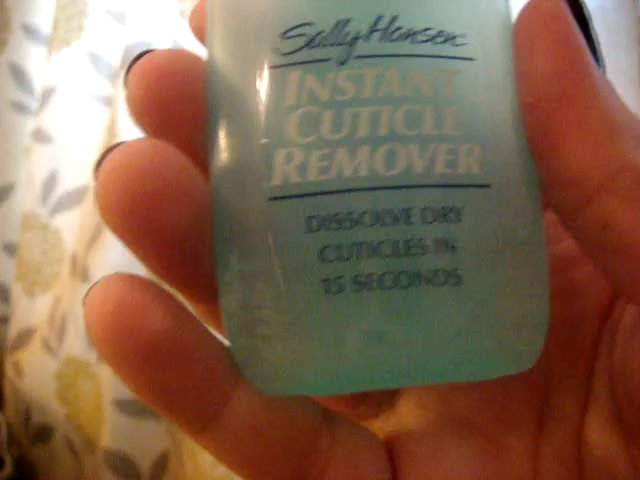 Sally Hansen
INSTANT
CUTICLE
REMOVER
DISSOLVE DRY
CUTICLES IN
15 SECONDS